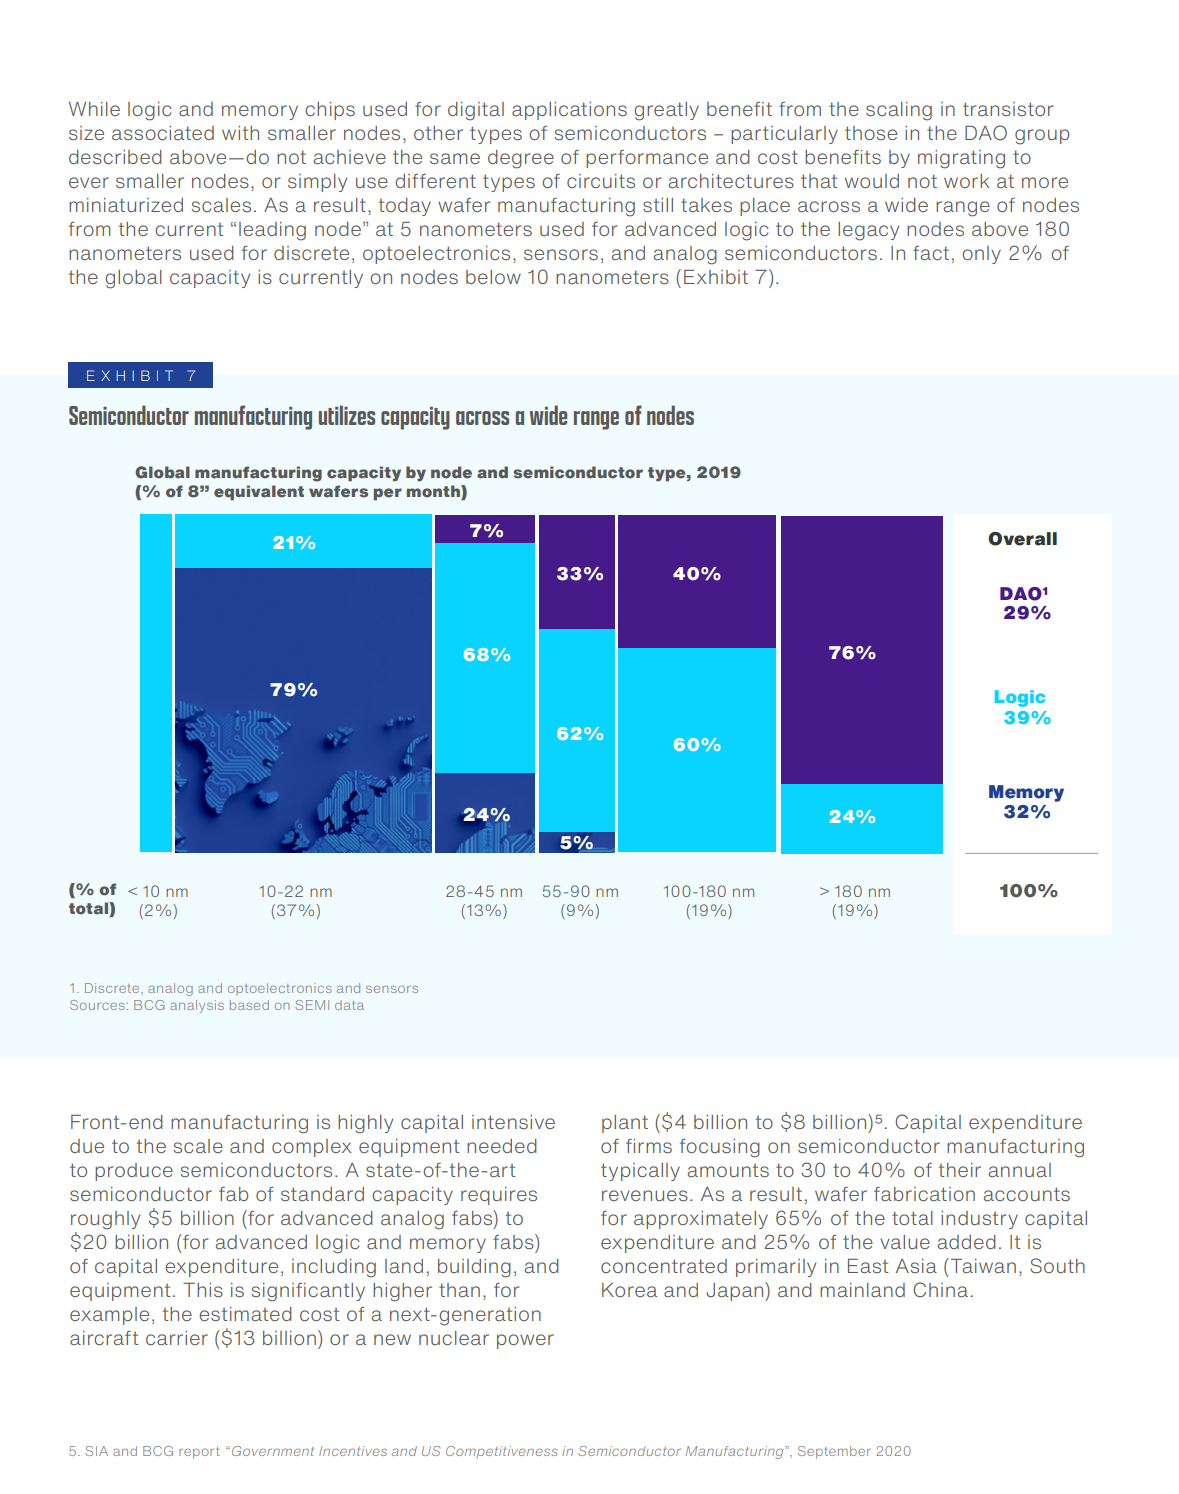 While logic and memory chips used for digital applications greatly benefit from the scaling in transistor
size associated with smaller nodes, other types of semiconductors – particularly those in the DAO group
described above—do not achieve the same degree of performance and cost benefits by migrating to
ever smaller nodes, or simply use different types of circuits or architectures that would not work at more
miniaturized scales. As a result, today wafer manufacturing still takes place across a wide range of nodes
from the current “leading node” at 5 nanometers used for advanced logic to the legacy nodes above 180
nanometers used for discrete, optoelectronics, sensors, and analog semiconductors. In fact, only 2% of
the global capacity is currently on nodes below 10 nanometers (Exhibit 7).
EXHIBIT 7
Semiconductor manufacturing utilizes capacity across a wide range of nodes
Global manufacturing capacity by node and semiconductor type, 2019
(% of 8” equivalent wafers per month)
21%
79%
7%
68%
24%
33%
62%
5%
40%
60%
76%
24%
Overall
DAO¹
29%
Logic
39%
Memory
32%
100%
(% of total)
< 10 nm
(2%)
10-22 nm
(37%)
28-45 nm
(13%)
55-90 nm
(9%)
100-180 nm
(19%)
> 180 nm
(19%)
1. Discrete, analog and optoelectronics and sensors
Sources: BCG analysis based on SEMI data
Front-end manufacturing is highly capital intensive
due to the scale and complex equipment needed
to produce semiconductors. A state-of-the-art
semiconductor fab of standard capacity requires
roughly $5 billion (for advanced analog fabs) to
$20 billion (for advanced logic and memory fabs)
of capital expenditure, including land, building, and
equipment. This is significantly higher than, for
example, the estimated cost of a next-generation
aircraft carrier ($13 billion) or a new nuclear power
plant ($4 billion to $8 billion)⁵. Capital expenditure
of firms focusing on semiconductor manufacturing
typically amounts to 30 to 40% of their annual
revenues. As a result, wafer fabrication accounts
for approximately 65% of the total industry capital
expenditure and 25% of the value added. It is
concentrated primarily in East Asia (Taiwan, South
Korea and Japan) and mainland China.
5. SIA and BCG report “Government Incentives and US Competitiveness in Semiconductor Manufacturing”, September 2020